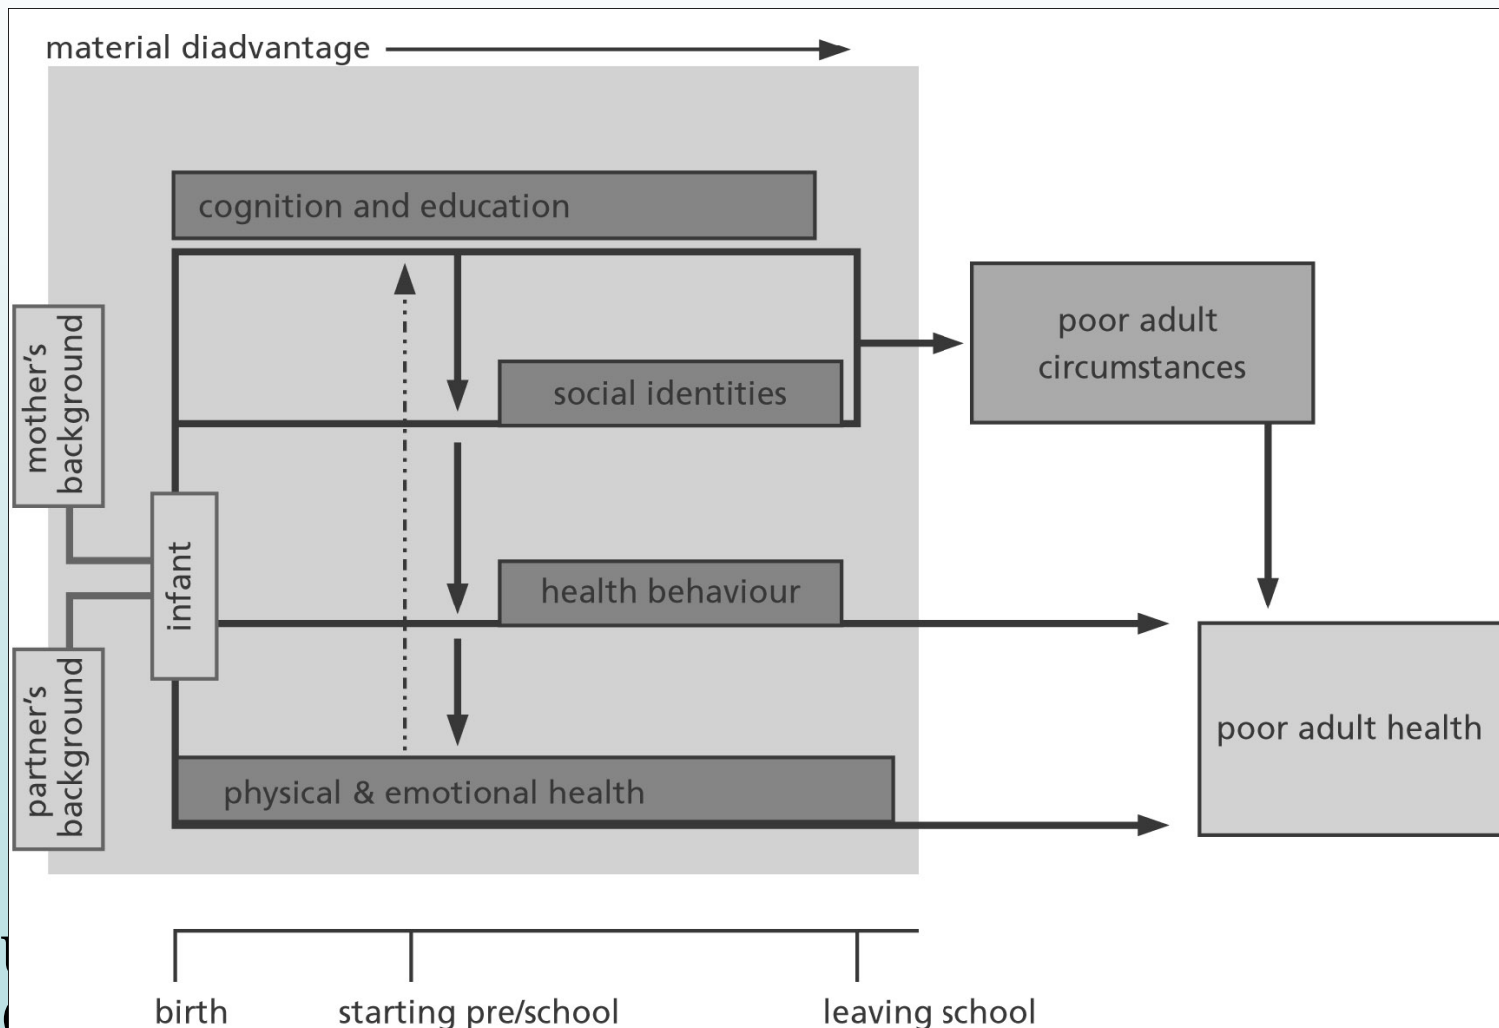 material diadvantage
cognition and education
mother's
background
poor adult
circumstances
social identities
infant
health behaviour
partner's
background
poor adult health
physical & emotional health
birth
starting pre/school
leaving school